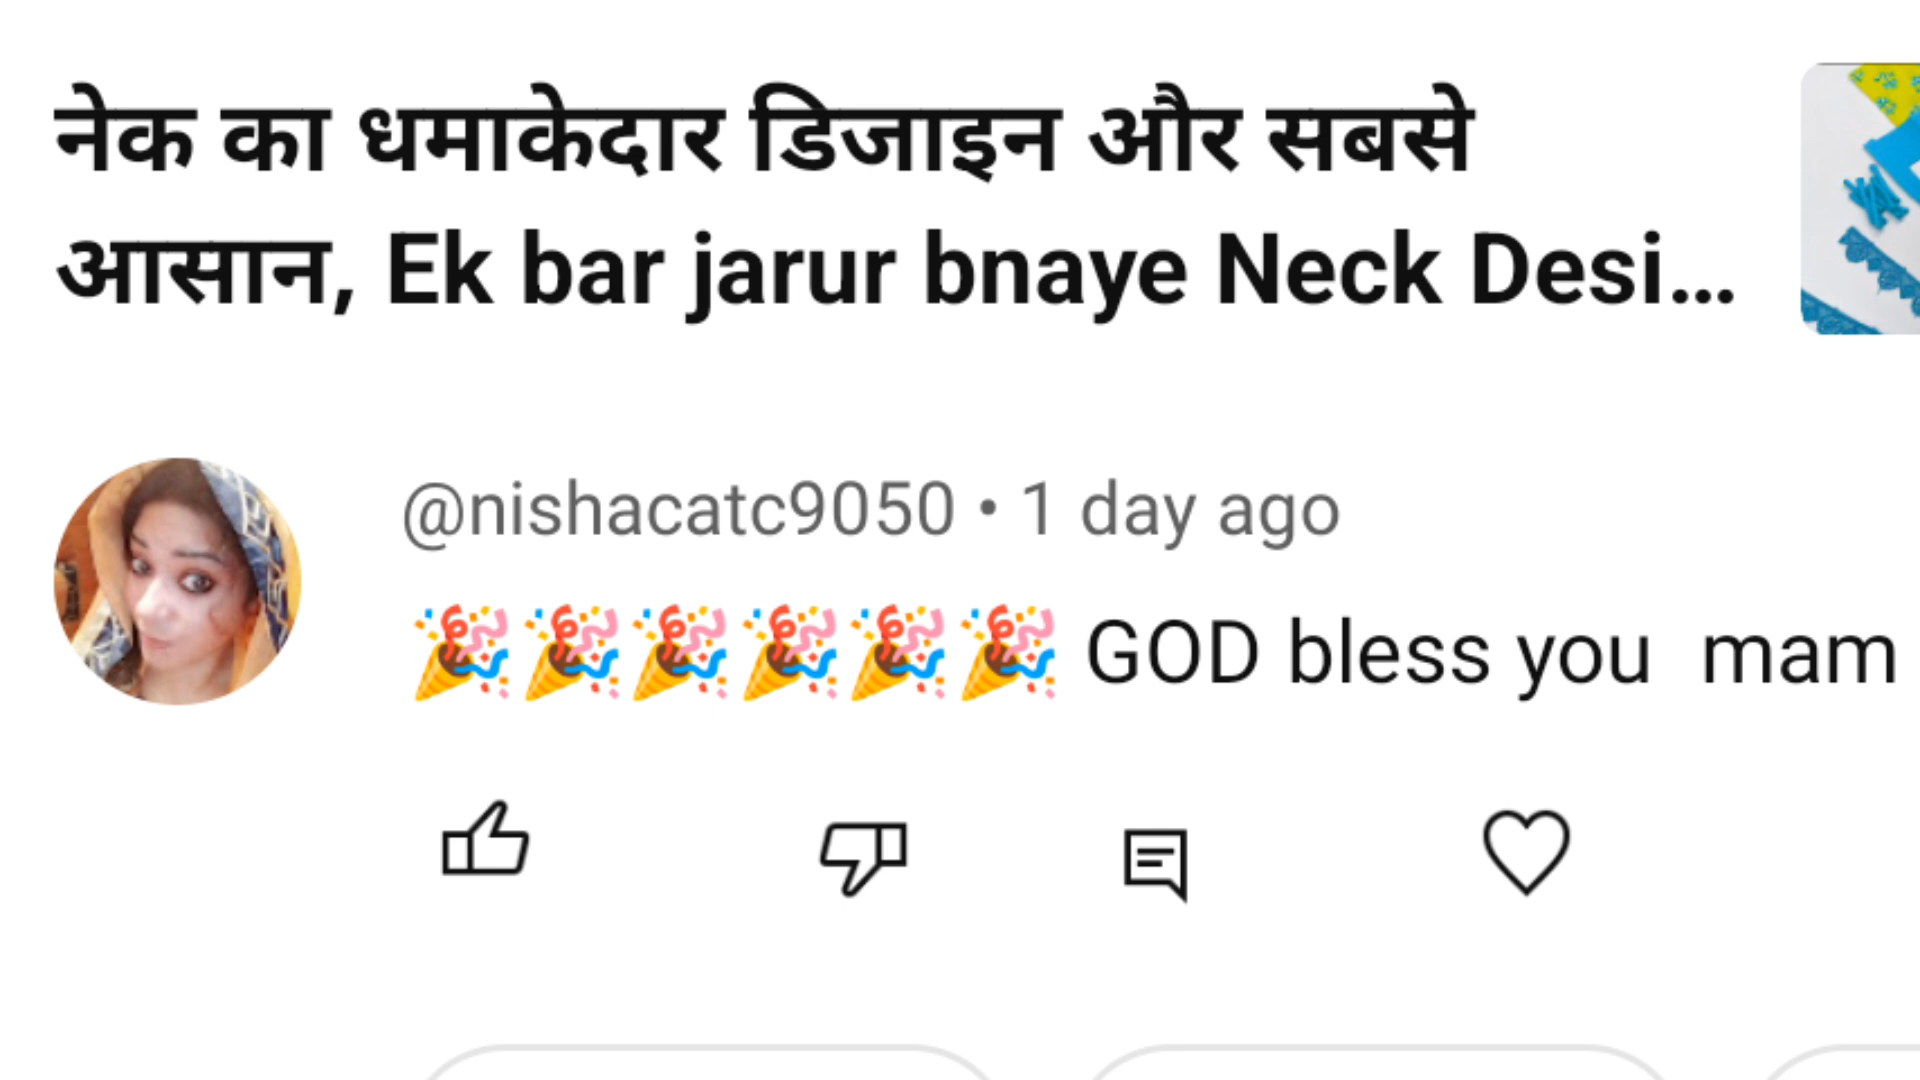 नेक का धमाकेदार डिजाइन और सबसे
आसान, Ek bar jarur bnaye Neck Desi...
@nishacatc9050 • 1 day ago
🎉🎉🎉🎉🎉🎉 GOD bless you  mam